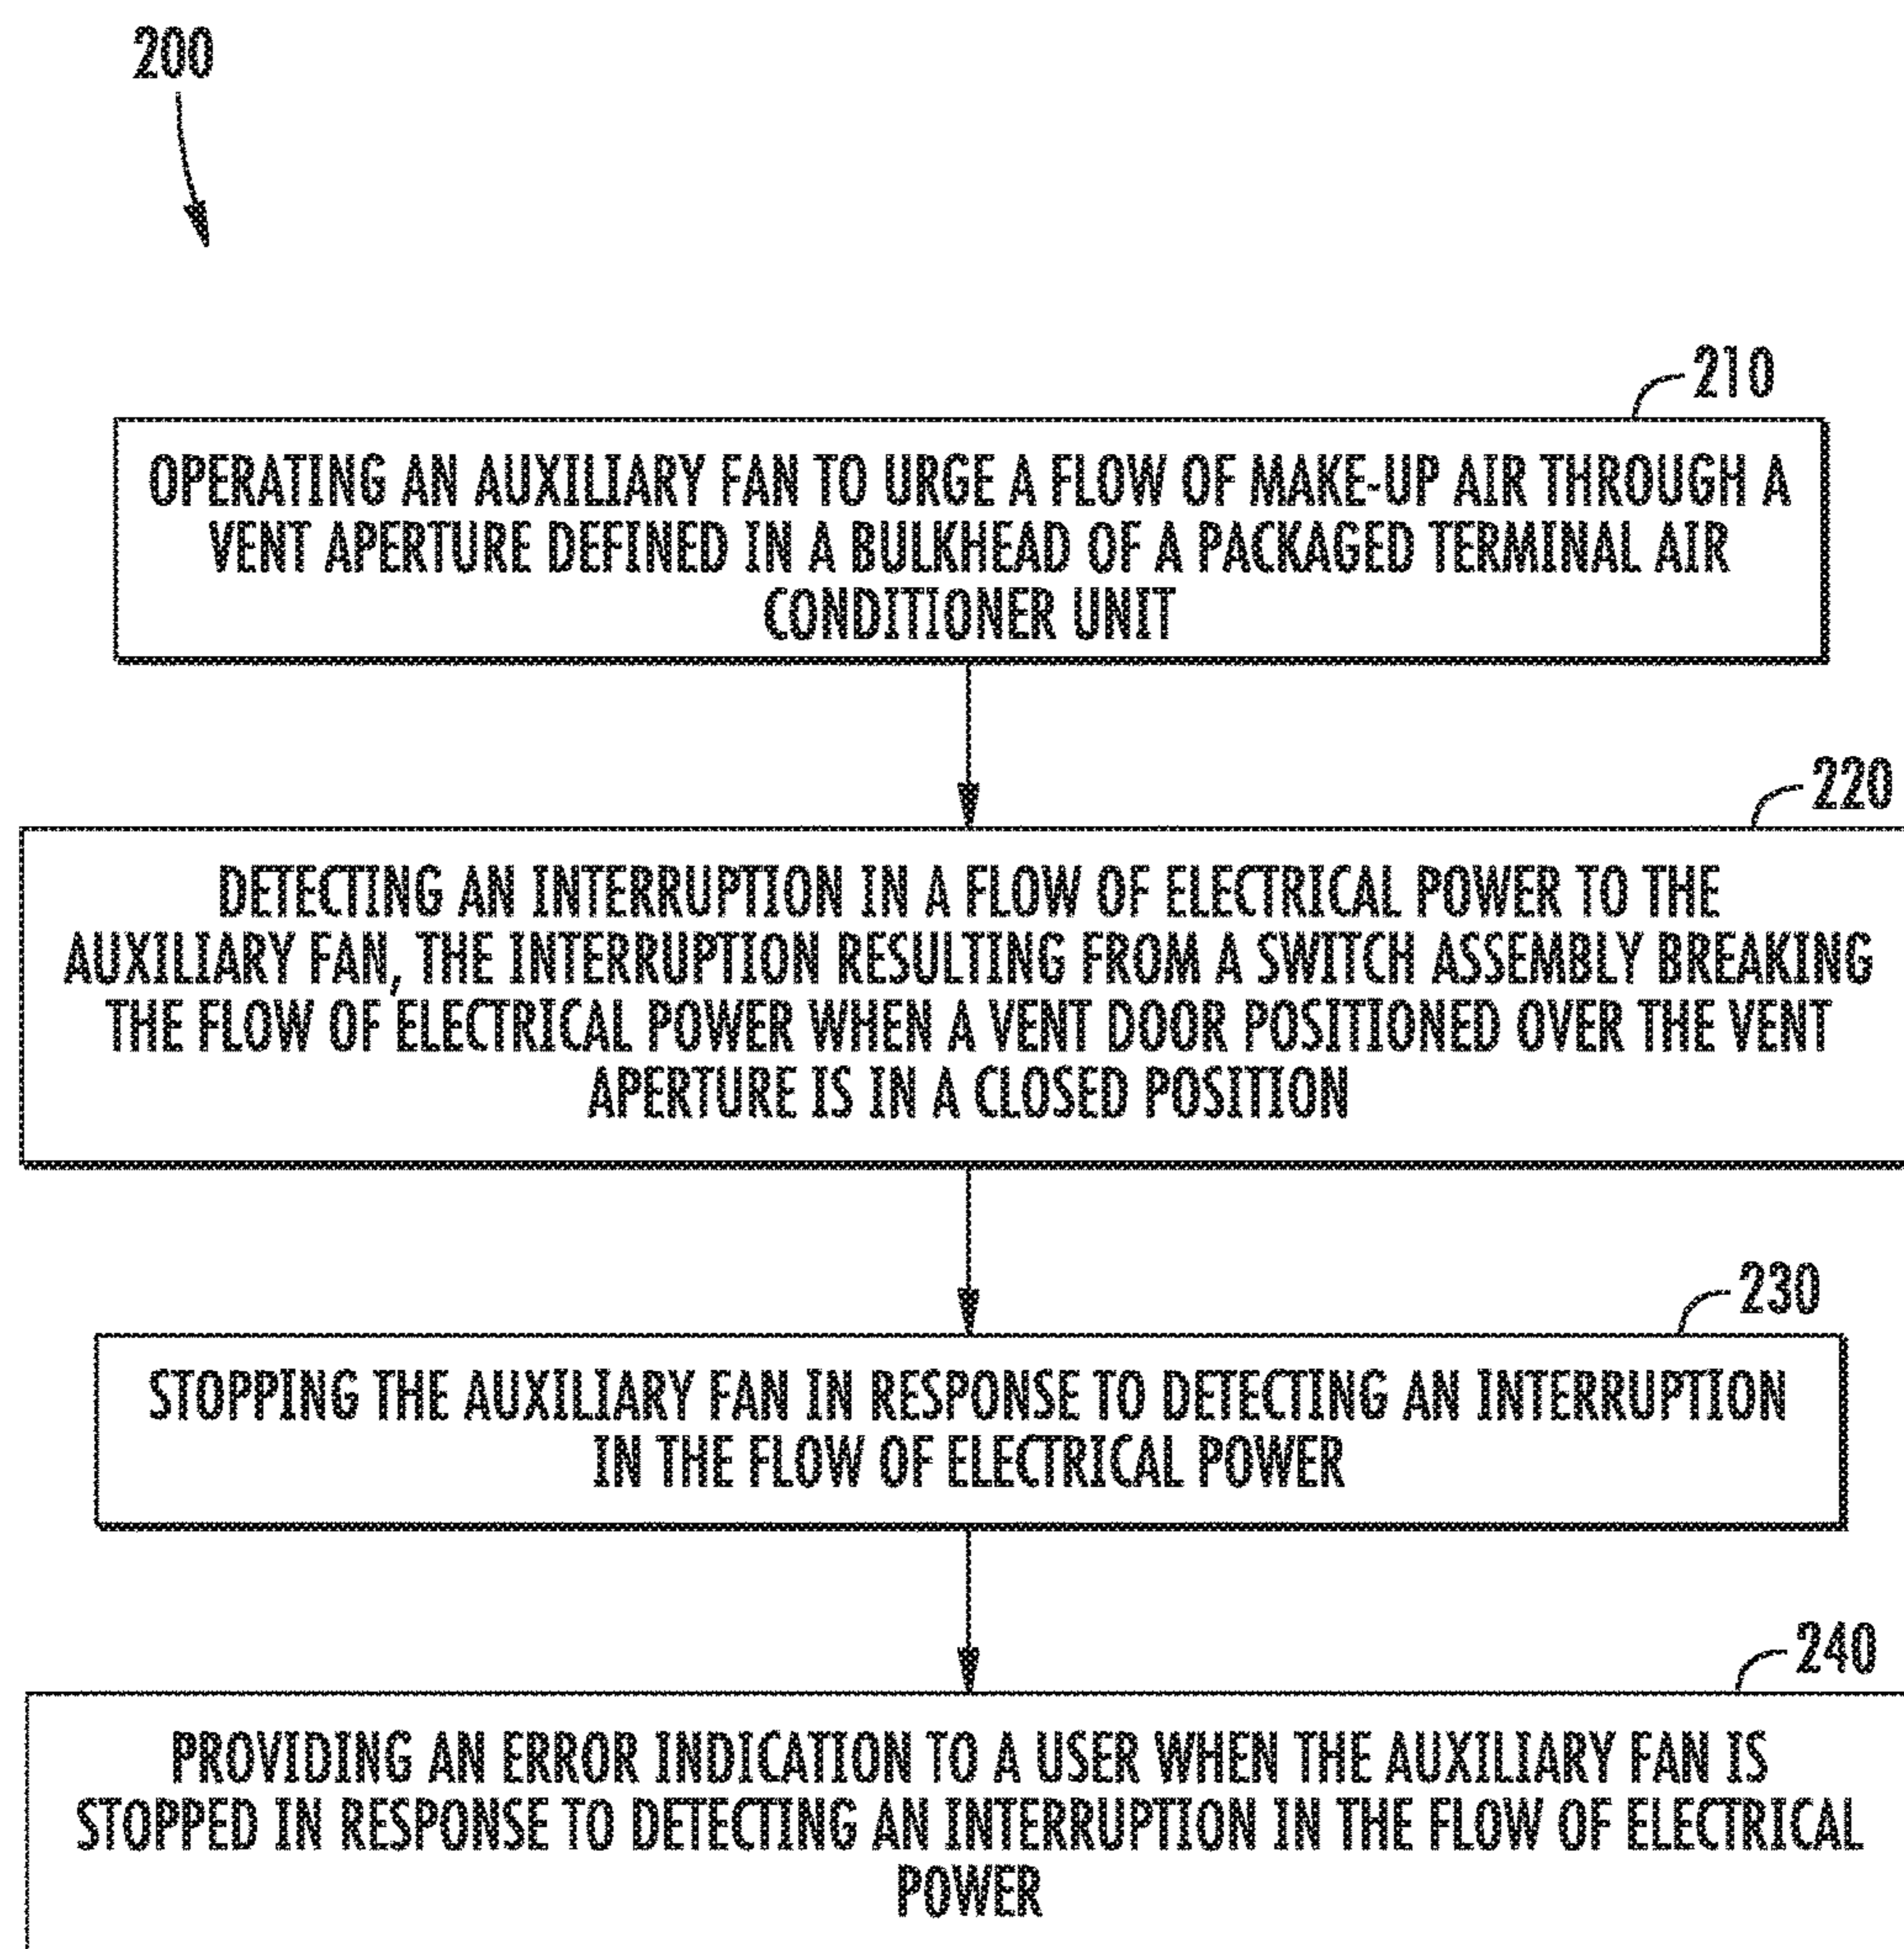 200
210
OPERATING AN AUXILIARY FAN TO URGE A FLOW OF MAKE-UP AIR THROUGH A
VENT APERTURE DEFINED IN A BULKHEAD OF A PACKAGED TERMINAL AIR
CONDITIONER UNIT
220
DETECTING AN INTERRUPTION IN A FLOW OF ELECTRICAL POWER TO THE
AUXILIARY FAN, THE INTERRUPTION RESULTING FROM A SWITCH ASSEMBLY BREAKING
THE FLOW OF ELECTRICAL POWER WHEN A VENT DOOR POSITIONED OVER THE VENT
APERTURE IS IN A CLOSED POSITION
230
STOPPING THE AUXILIARY FAN IN RESPONSE TO DETECTING AN INTERRUPTION
IN THE FLOW OF ELECTRICAL POWER
240
PROVIDING AN ERROR INDICATION TO A USER WHEN THE AUXILIARY FAN IS
STOPPED IN RESPONSE TO DETECTING AN INTERRUPTION IN THE FLOW OF ELECTRICAL
POWER